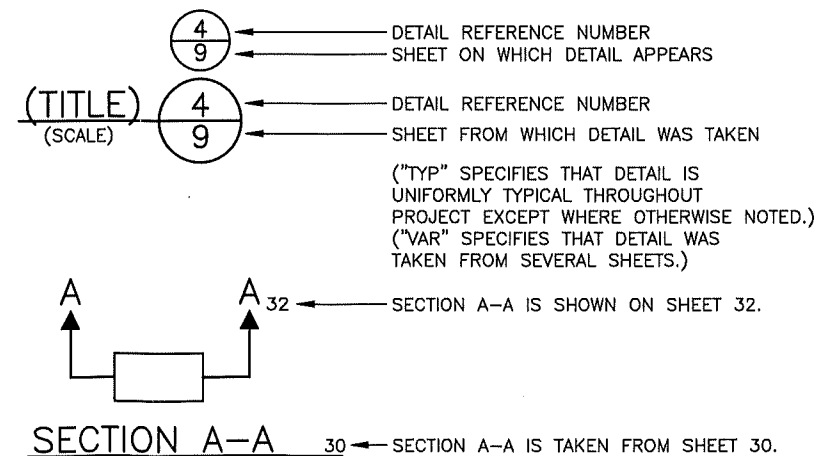 4 DETAIL REFERENCE NUMBER
9 SHEET ON WHICH DETAIL APPEARS
(TITLE) 4 DETAIL REFERENCE NUMBER
(SCALE) 9 SHEET FROM WHICH DETAIL WAS TAKEN
("TYP" SPECIFIES THAT DETAIL IS
UNIFORMLY TYPICAL THROUGHOUT
PROJECT EXCEPT WHERE OTHERWISE NOTED.)
("VAR" SPECIFIES THAT DETAIL WAS
TAKEN FROM SEVERAL SHEETS.)
A A 32 SECTION A-A IS SHOWN ON SHEET 32.
SECTION A-A 30 SECTION A-A IS TAKEN FROM SHEET 30.